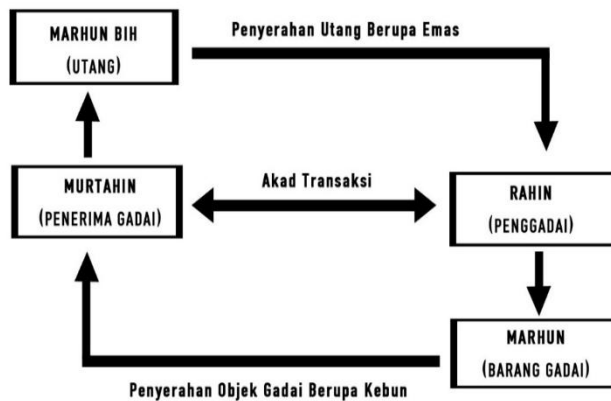 MARHUN BIH
(UTANG)
Penyerahan Utang Berupa Emas
MURTAHIN
(PENERIMA GADAI)
Akad Transaksi
RAHIN
(PENGGADAI)
MARHUN
(BARANG GADAI)
Penyerahan Objek Gadai Berupa Kebun